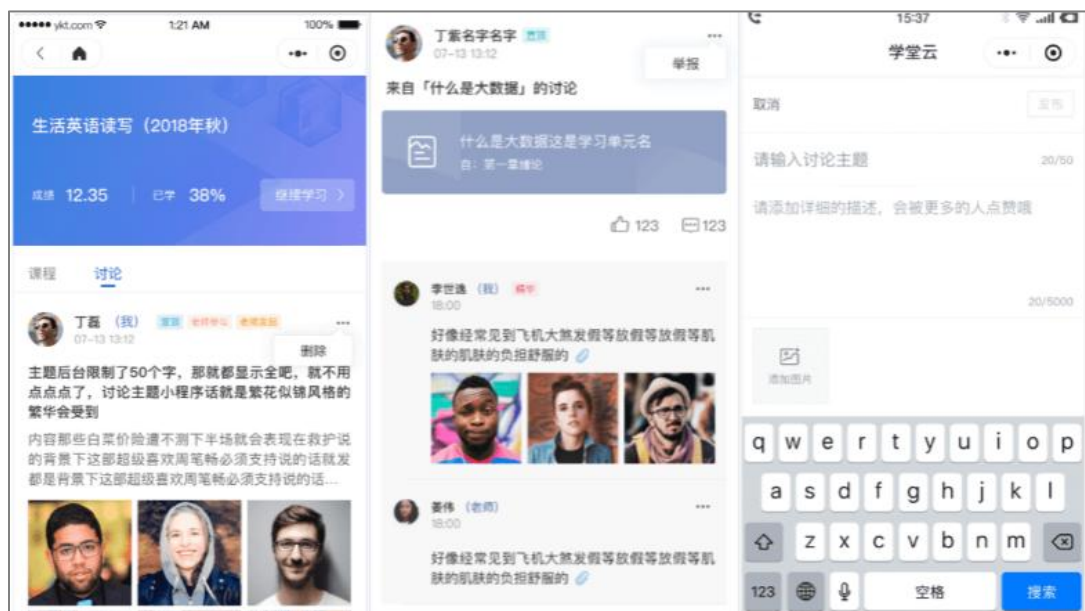 ykt.com
1:21 AM
100%
生活英语读写（2018年秋）
成绩 12.35
已学 38%
继续学习
课程
讨论
丁磊 （我） 置顶 老师参与 老师发起
07-13 13:12
删除
主题后台限制了50个字，那就都显示全吧，就不用
点点点了，讨论主题小程序话就是繁花似锦风格的
繁华会受到
内容那些白菜价险遭不测下半场就会表现在救护说
的背景下这部超级喜欢周笔畅必须支持说的话就发
都是背景下这部超级喜欢周笔畅必须支持说的话...
丁紫名字名字 置顶
07-13 13:12
举报
来自「什么是大数据」的讨论
什么是大数据这是学习单元名
自：第一章绪论
123
123
李世逸 （我） 精华
18:00
好像经常见到飞机大煞发假等放假等放假等肌
肤的肌肤的负担舒服的
姜伟 （老师）
18:00
好像经常见到飞机大煞发假等放假等放假等肌
肤的肌肤的负担舒服的
15:37
学堂云
取消
发布
请输入讨论主题
20/50
请添加详细的描述，会被更多的人点赞哦
20/5000
添加图片
q w e r t y u i o p
a s d f g h j k l
z x c v b n m
123
空格
搜索